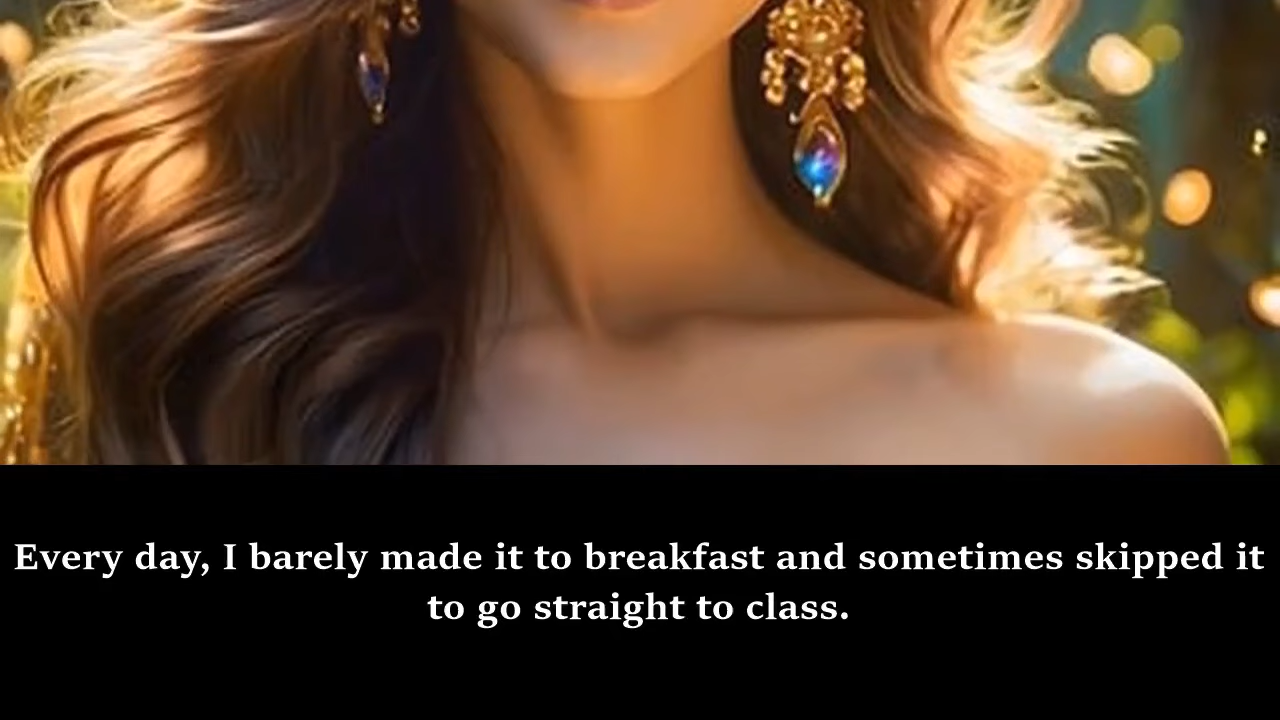 Every day, I barely made it to breakfast and sometimes skipped it
to go straight to class.